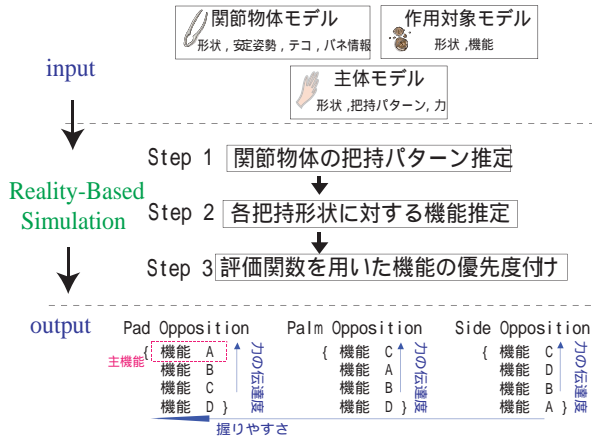 関節物体モデル
形状，安定姿勢，テコ，バネ情報
作用対象モデル
形状，機能
主体モデル
形状，把持パターン，力
input
Step 1 関節物体の把持パターン推定
Reality-Based
Simulation
Step 2 各把持形状に対する機能推定
Step 3 評価関数を用いた機能の優先度付け
output
Pad Opposition
主機能
{ 機能 A
機能 B
機能 C
機能 D }
力の伝達度
Palm Opposition
{ 機能 C
機能 A
機能 B
機能 D }
力の伝達度
Side Opposition
{ 機能 C
機能 D
機能 B
機能 A }
力の伝達度
握りやすさ